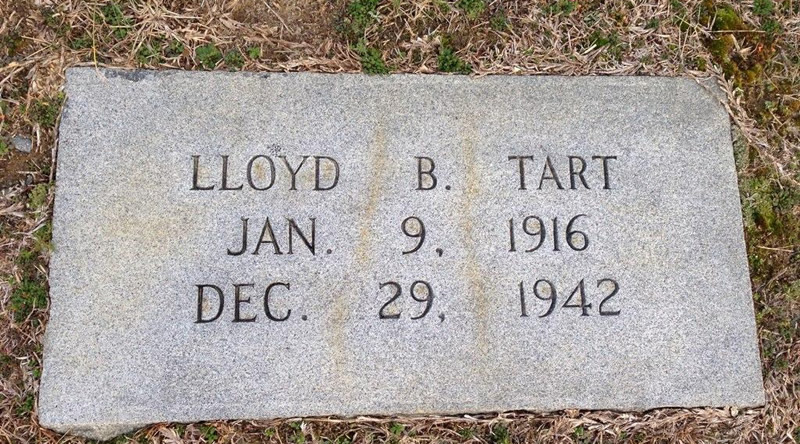 LLOYD B. TART
JAN. 9, 1916
DEC. 29, 1942